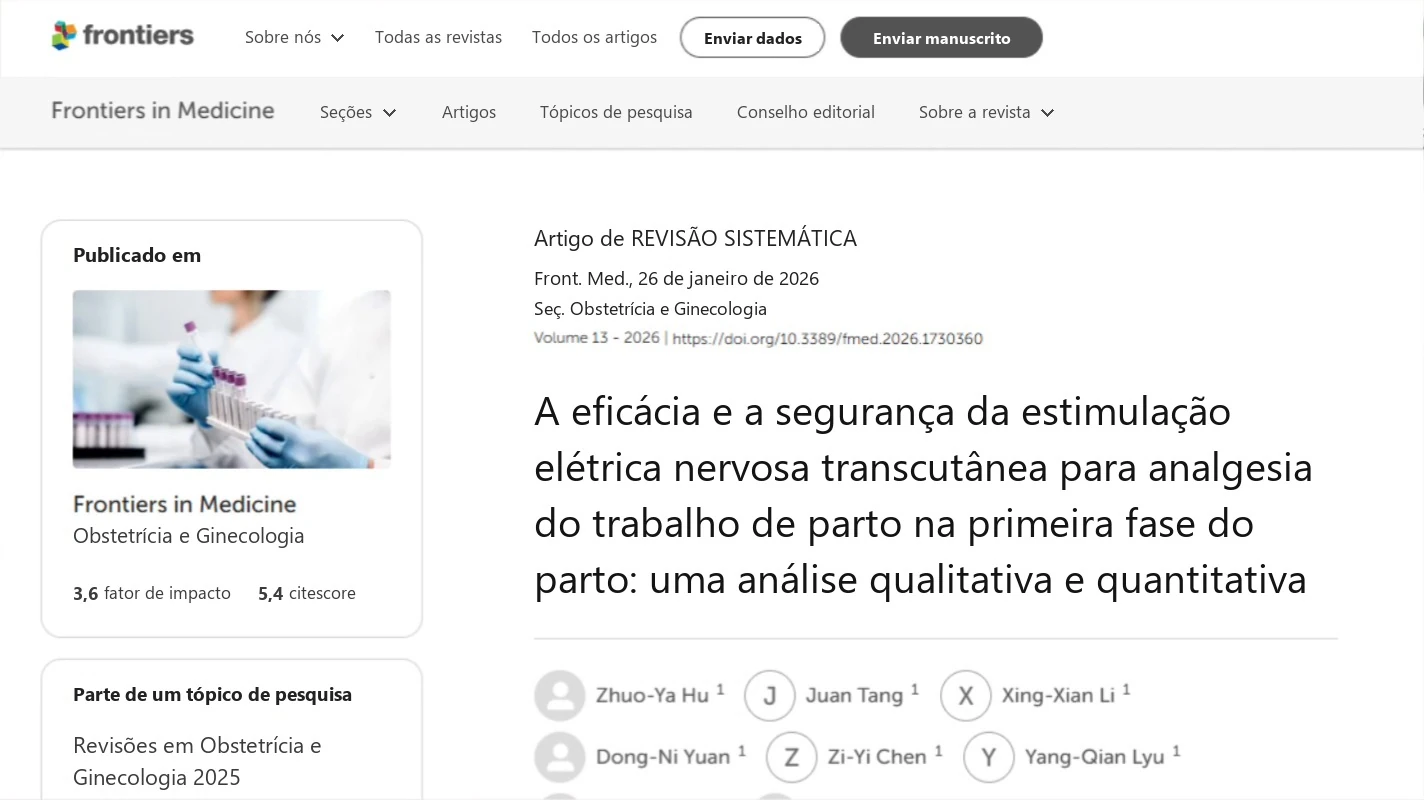 frontiers
Sobre nós
Todas as revistas
Todos os artigos
Enviar dados
Enviar manuscrito
Frontiers in Medicine
Seções
Artigos
Tópicos de pesquisa
Conselho editorial
Sobre a revista
Publicado em
Frontiers in Medicine
Obstetrícia e Ginecologia
3,6 fator de impacto
5,4 citescore
Parte de um tópico de pesquisa
Revisões em Obstetrícia e
Ginecologia 2025
Artigo de REVISÃO SISTEMÁTICA
Front. Med., 26 de janeiro de 2026
Seç. Obstetrícia e Ginecologia
Volume 13 - 2026 | https://doi.org/10.3389/fmed.2026.1730360
A eficácia e a segurança da estimulação
elétrica nervosa transcutânea para analgesia
do trabalho de parto na primeira fase do
parto: uma análise qualitativa e quantitativa
Zhuo-Ya Hu 1 J Juan Tang 1 X Xing-Xian Li 1
Dong-Ni Yuan 1 Z Zi-Yi Chen 1 Y Yang-Qian Lyu 1